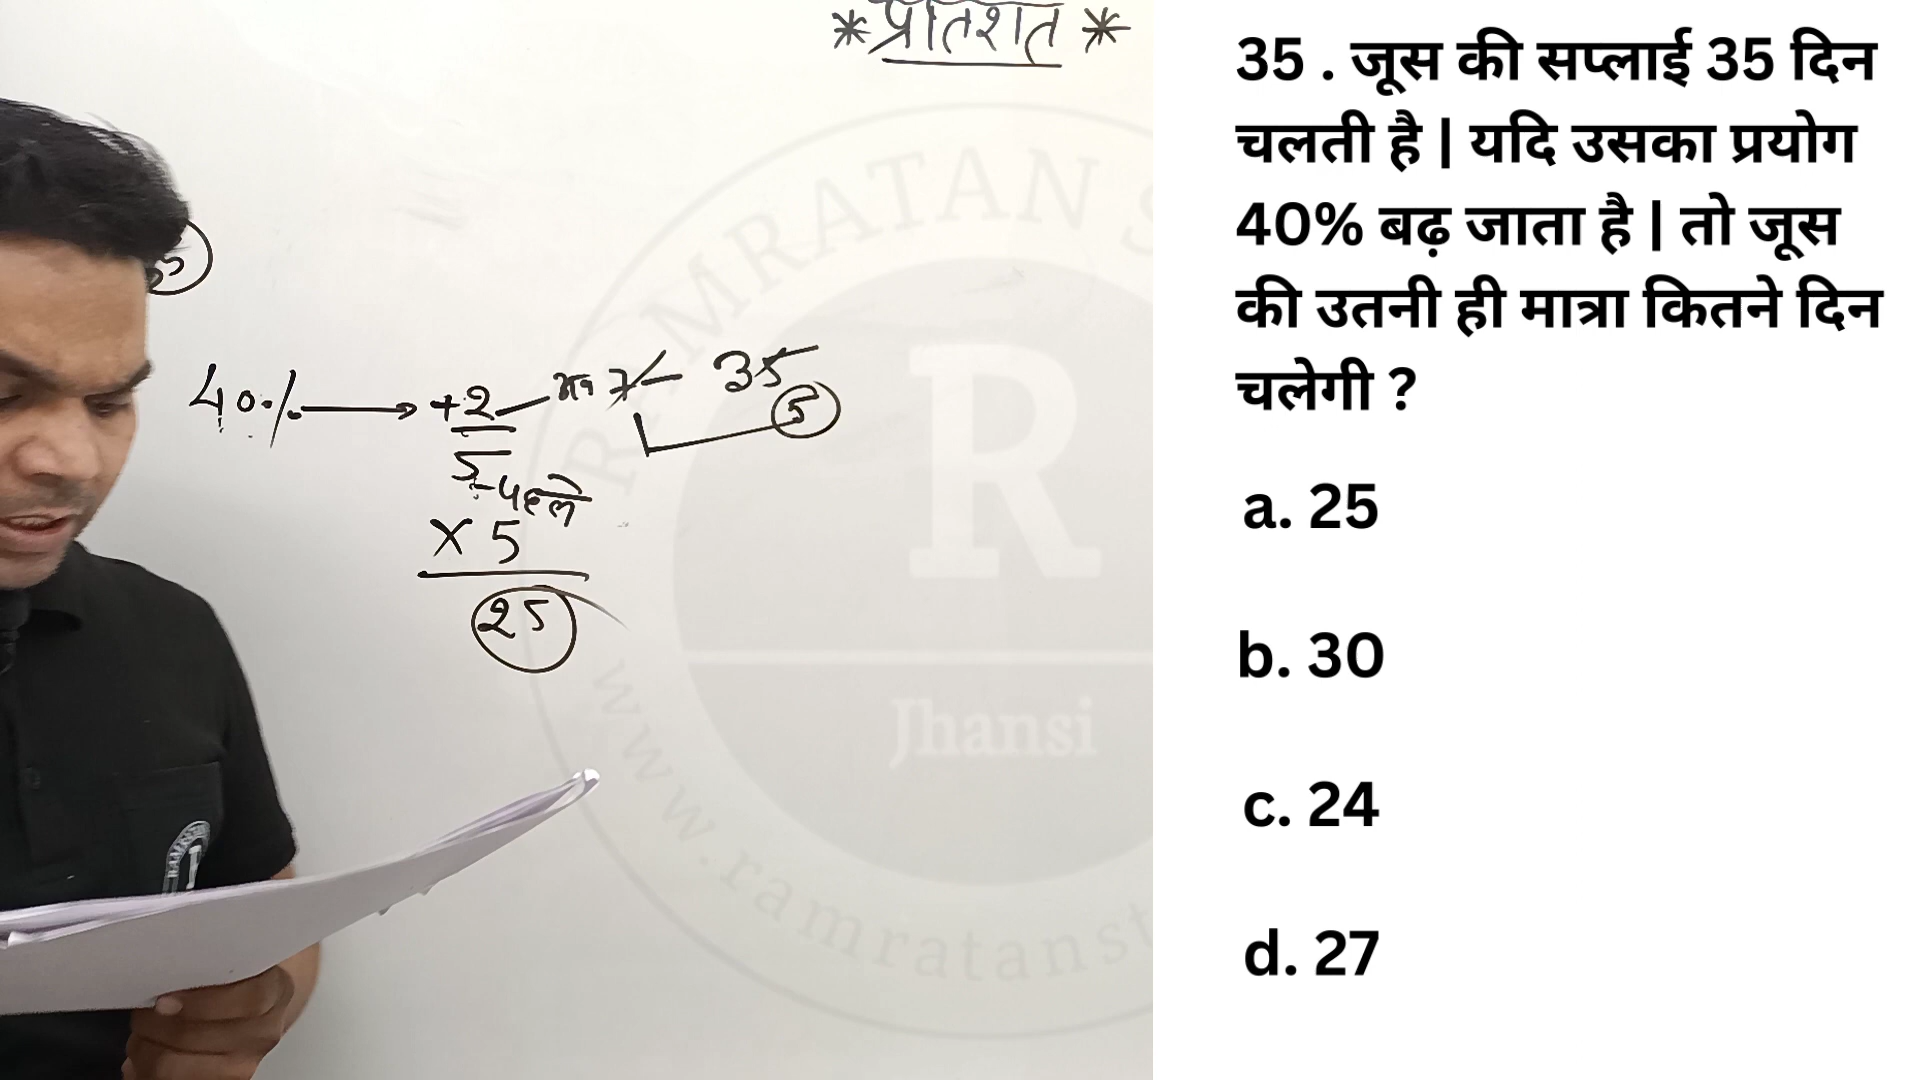 *प्रतिशत*
40% → +2 अब 7 - 35
5 5
- पहले
× 5
25
RAMRATAN S
R
Jhansi
www.ramratanst
35 . जूस की सप्लाई 35 दिन
चलती है | यदि उसका प्रयोग
40% बढ़ जाता है | तो जूस
की उतनी ही मात्रा कितने दिन
चलेगी ?
a. 25
b. 30
c. 24
d. 27